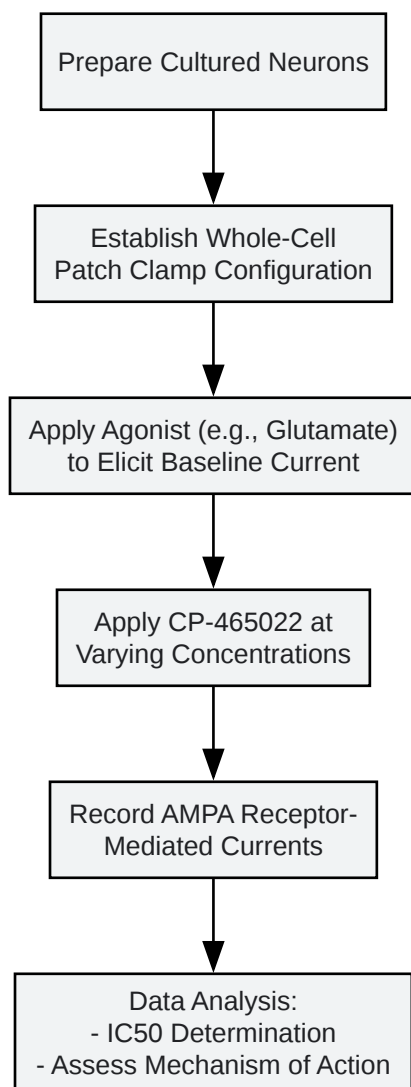 Prepare Cultured Neurons
Establish Whole-Cell
Patch Clamp Configuration
Apply Agonist (e.g., Glutamate)
to Elicit Baseline Current
Apply CP-465022 at
Varying Concentrations
Record AMPA Receptor-
Mediated Currents
Data Analysis:
- IC50 Determination
- Assess Mechanism of Action